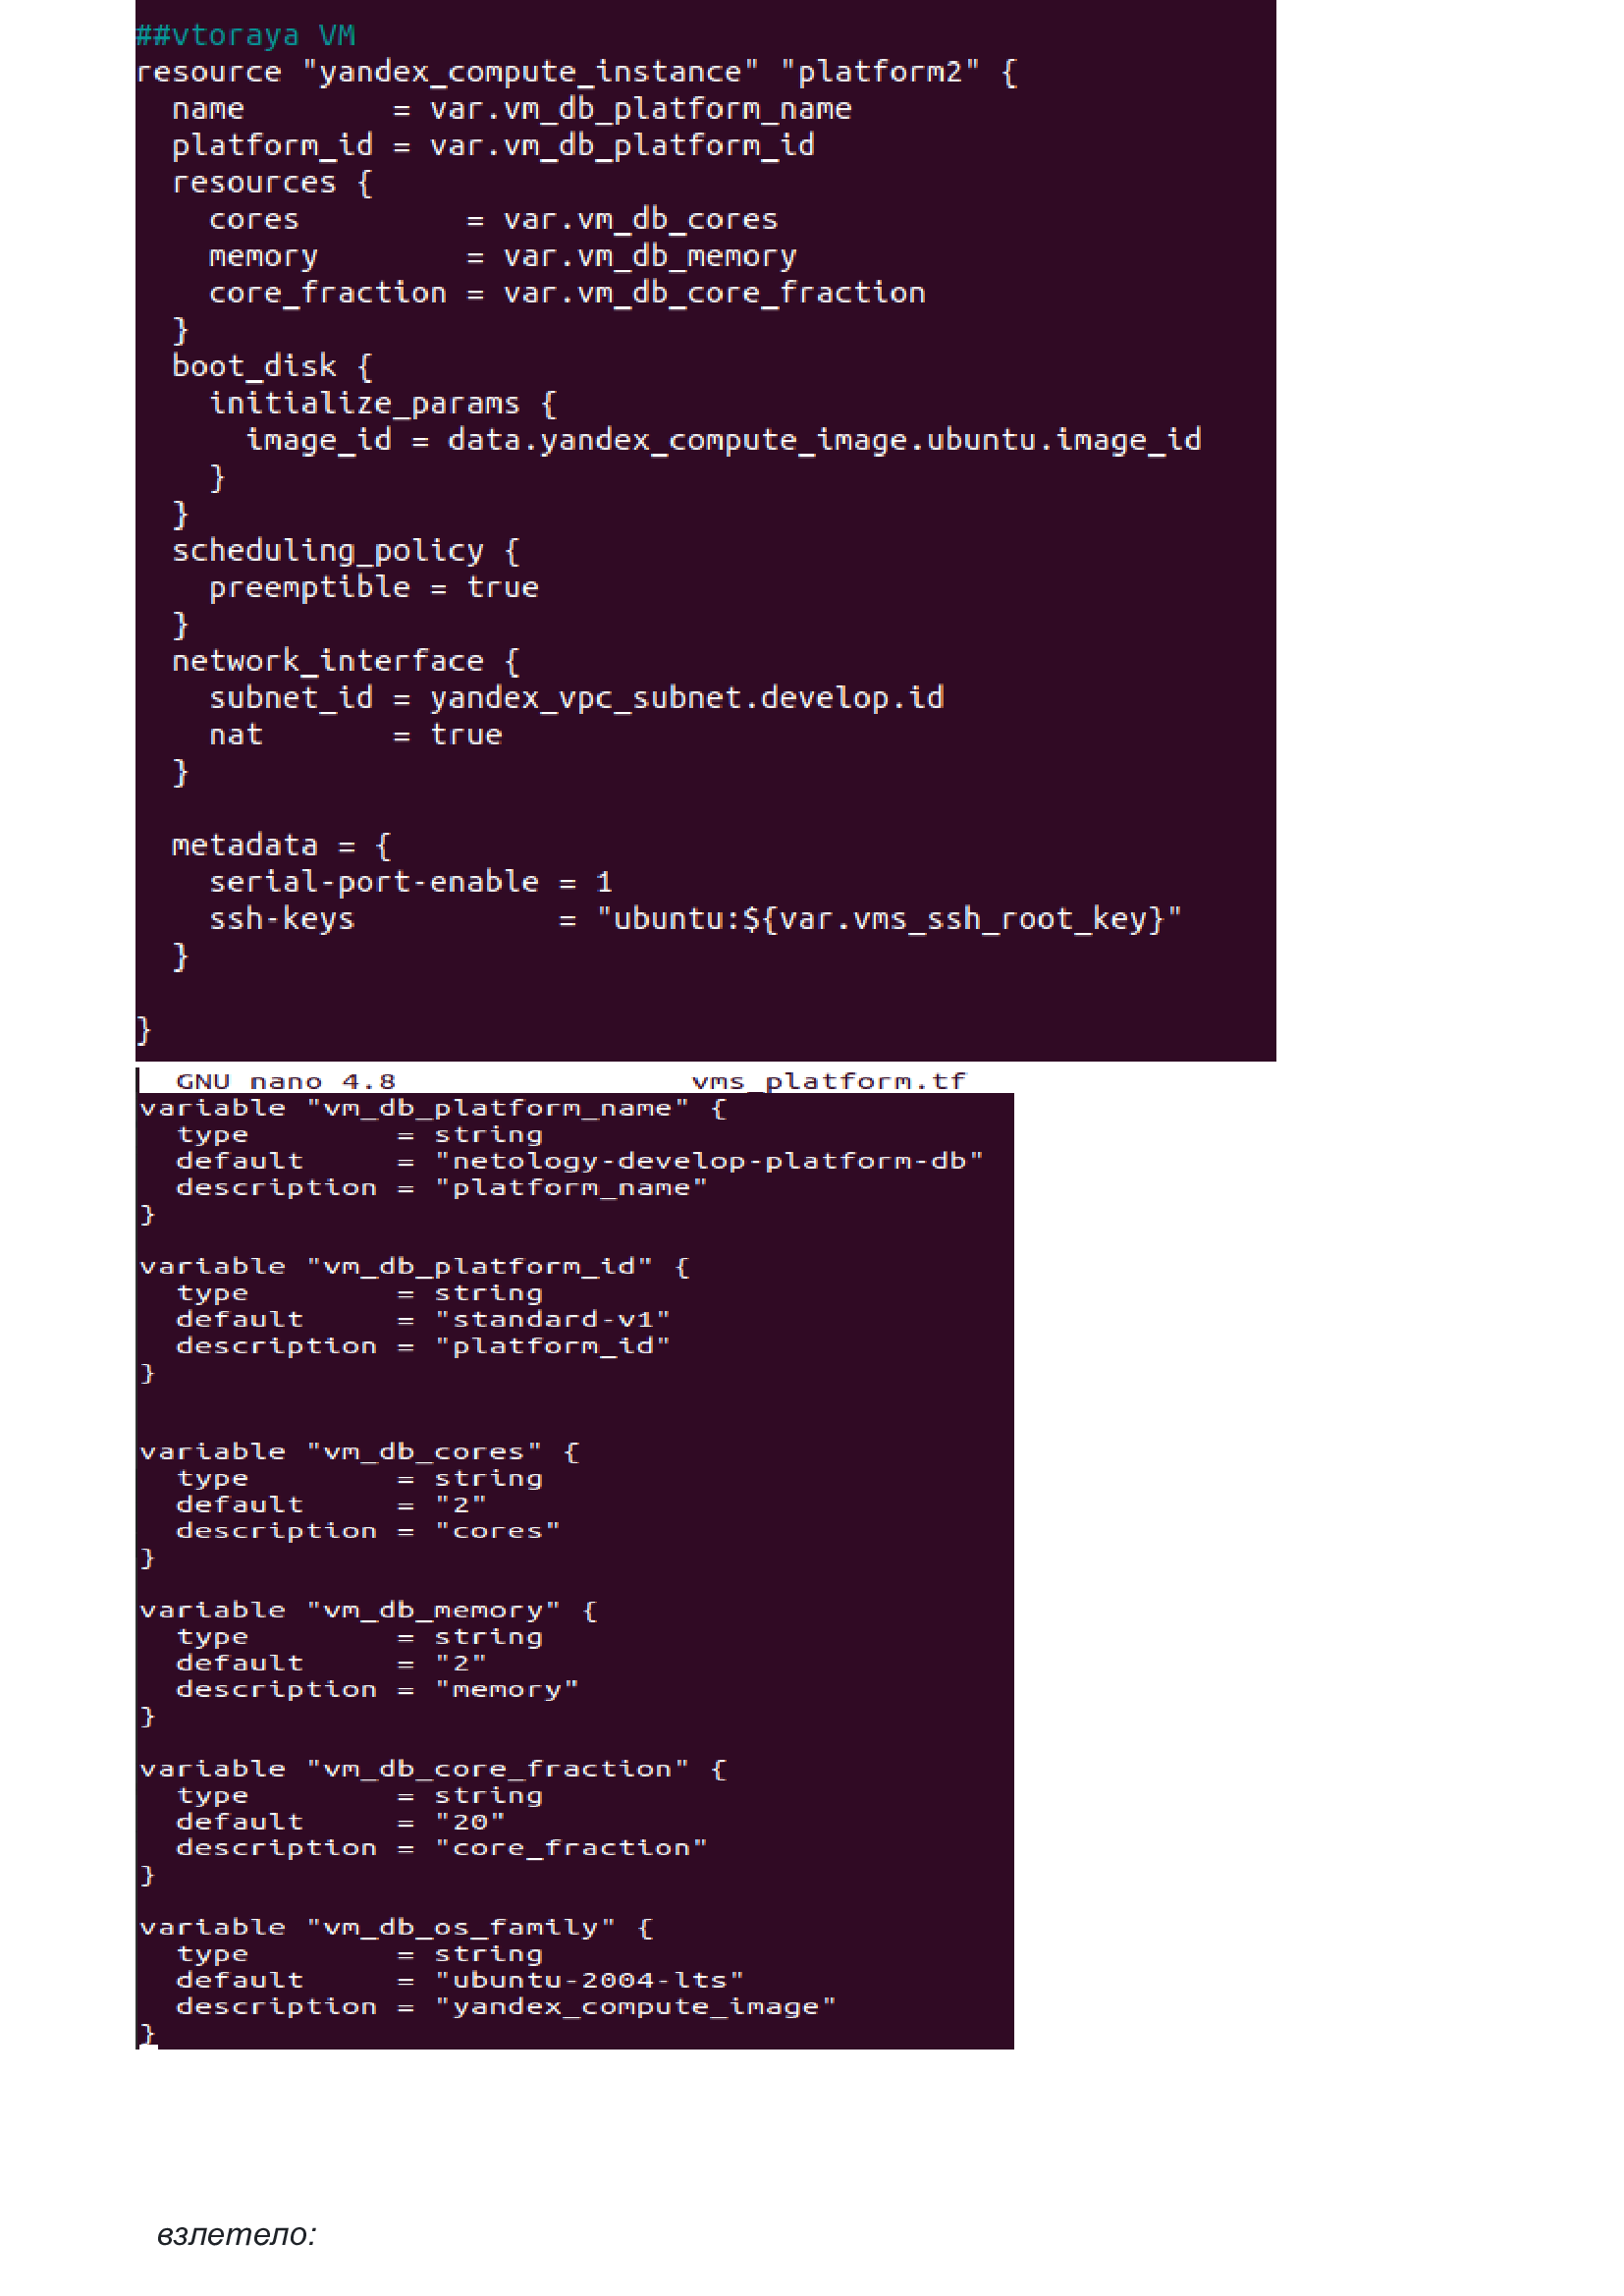 ##vtoraya VM
resource "yandex_compute_instance" "platform2" {
  name        = var.vm_db_platform_name
  platform_id = var.vm_db_platform_id
  resources {
    cores         = var.vm_db_cores
    memory        = var.vm_db_memory
    core_fraction = var.vm_db_core_fraction
  }
  boot_disk {
    initialize_params {
      image_id = data.yandex_compute_image.ubuntu.image_id
    }
  }
  scheduling_policy {
    preemptible = true
  }
  network_interface {
    subnet_id = yandex_vpc_subnet.develop.id
    nat       = true
  }

  metadata = {
    serial-port-enable = 1
    ssh-keys           = "ubuntu:${var.vms_ssh_root_key}"
  }

}
  GNU nano 4.8                vms_platform.tf
variable "vm_db_platform_name" {
  type        = string
  default     = "netology-develop-platform-db"
  description = "platform_name"
}

variable "vm_db_platform_id" {
  type        = string
  default     = "standard-v1"
  description = "platform_id"
}


variable "vm_db_cores" {
  type        = string
  default     = "2"
  description = "cores"
}

variable "vm_db_memory" {
  type        = string
  default     = "2"
  description = "memory"
}

variable "vm_db_core_fraction" {
  type        = string
  default     = "20"
  description = "core_fraction"
}

variable "vm_db_os_family" {
  type        = string
  default     = "ubuntu-2004-lts"
  description = "yandex_compute_image"
}

взлетело: